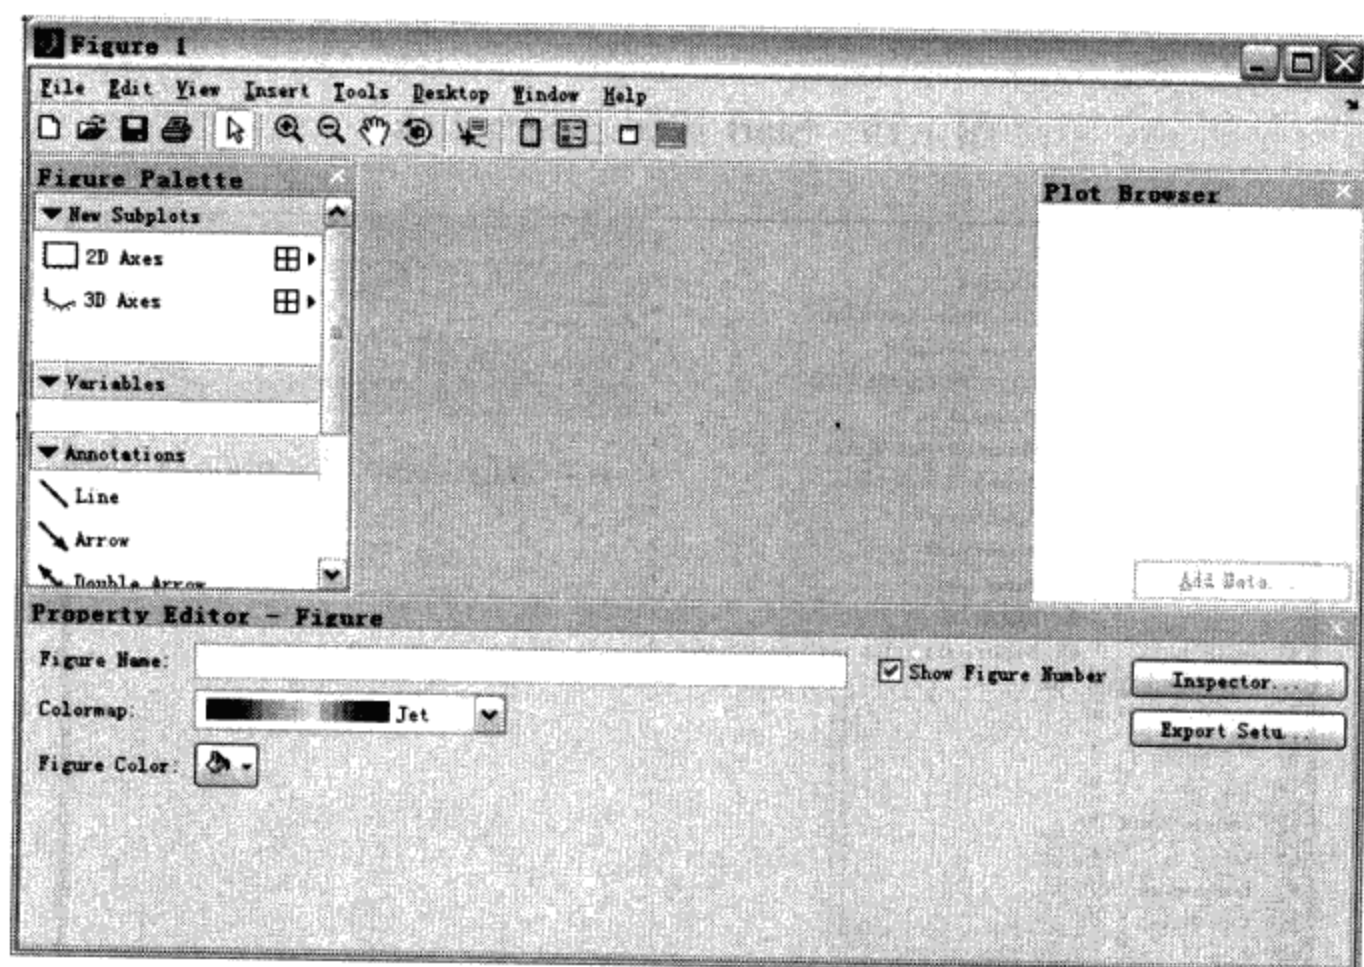 Figure 1
File Edit View Insert Tools Desktop Window Help
Figure Palette
New Subplots
2D Axes
3D Axes
Variables
Annotations
Line
Arrow
Double Arrow
Plot Browser
Add Data...
Property Editor - Figure
Figure Name:
Show Figure Number
Inspector...
Colormap:
Jet
Export Setu...
Figure Color: